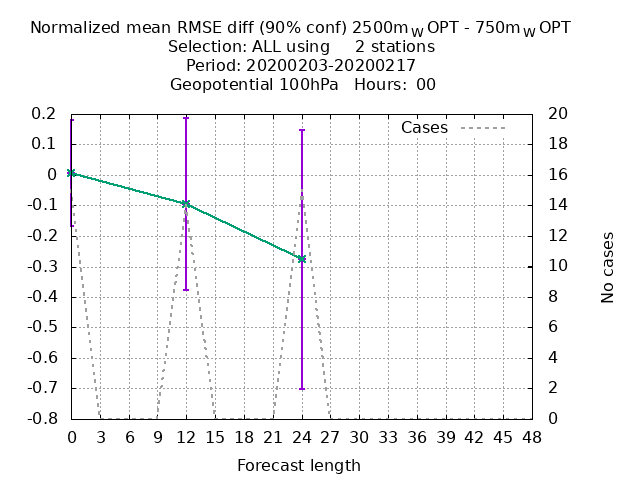 Normalized mean RMSE diff (90% conf) 2500m_W OPT - 750m_W OPT
Selection: ALL using 2 stations
Period: 20200203-20200217
Geopotential 100hPa Hours: 00
Cases
0.2
0.1
0
-0.1
-0.2
-0.3
-0.4
-0.5
-0.6
-0.7
-0.8
20
18
16
14
12
10
8
6
4
2
0
No cases
0 3 6 9 12 15 18 21 24 27 30 33 36 39 42 45 48
Forecast length